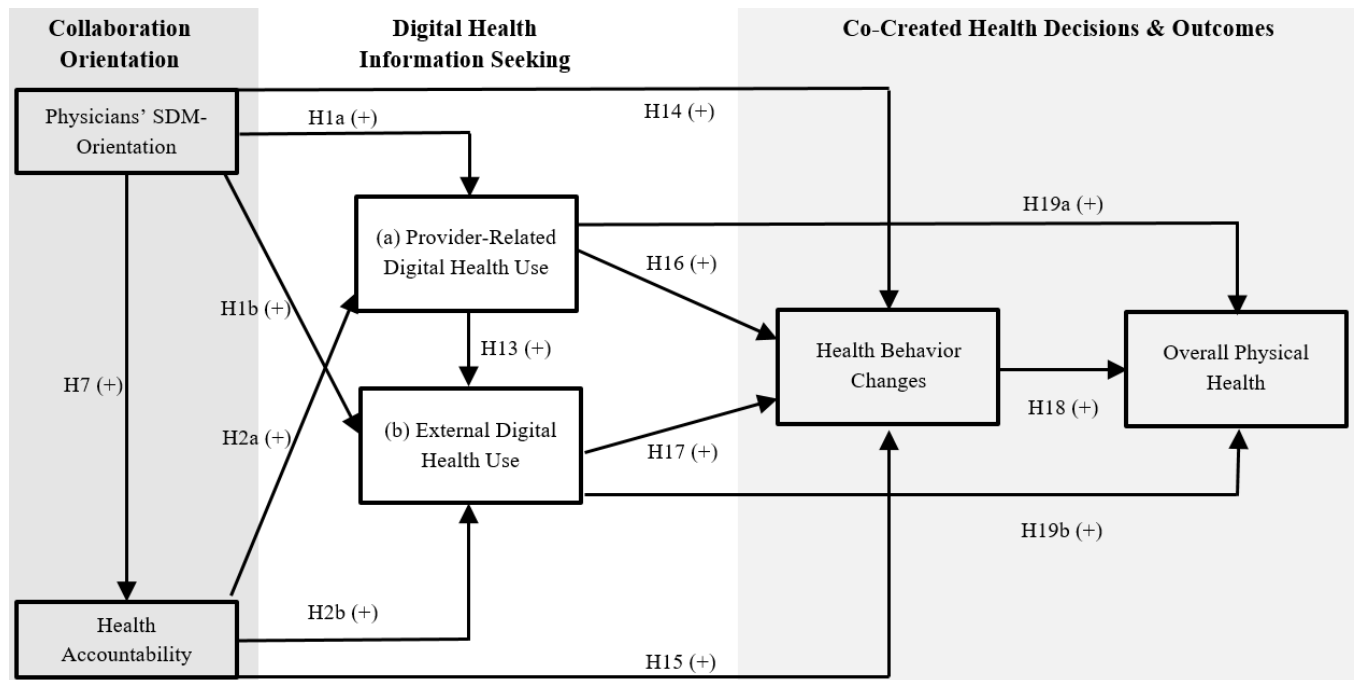 Collaboration
Orientation
Digital Health
Information Seeking
Co-Created Health Decisions & Outcomes
Physicians’ SDM-
Orientation
H1a (+)
H14 (+)
H19a (+)
(a) Provider-Related
Digital Health Use
H16 (+)
H1b (+)
H13 (+)
Health Behavior
Changes
Overall Physical
Health
H7 (+)
H18 (+)
H2a (+)
(b) External Digital
Health Use
H17 (+)
H19b (+)
H2b (+)
Health
Accountability
H15 (+)